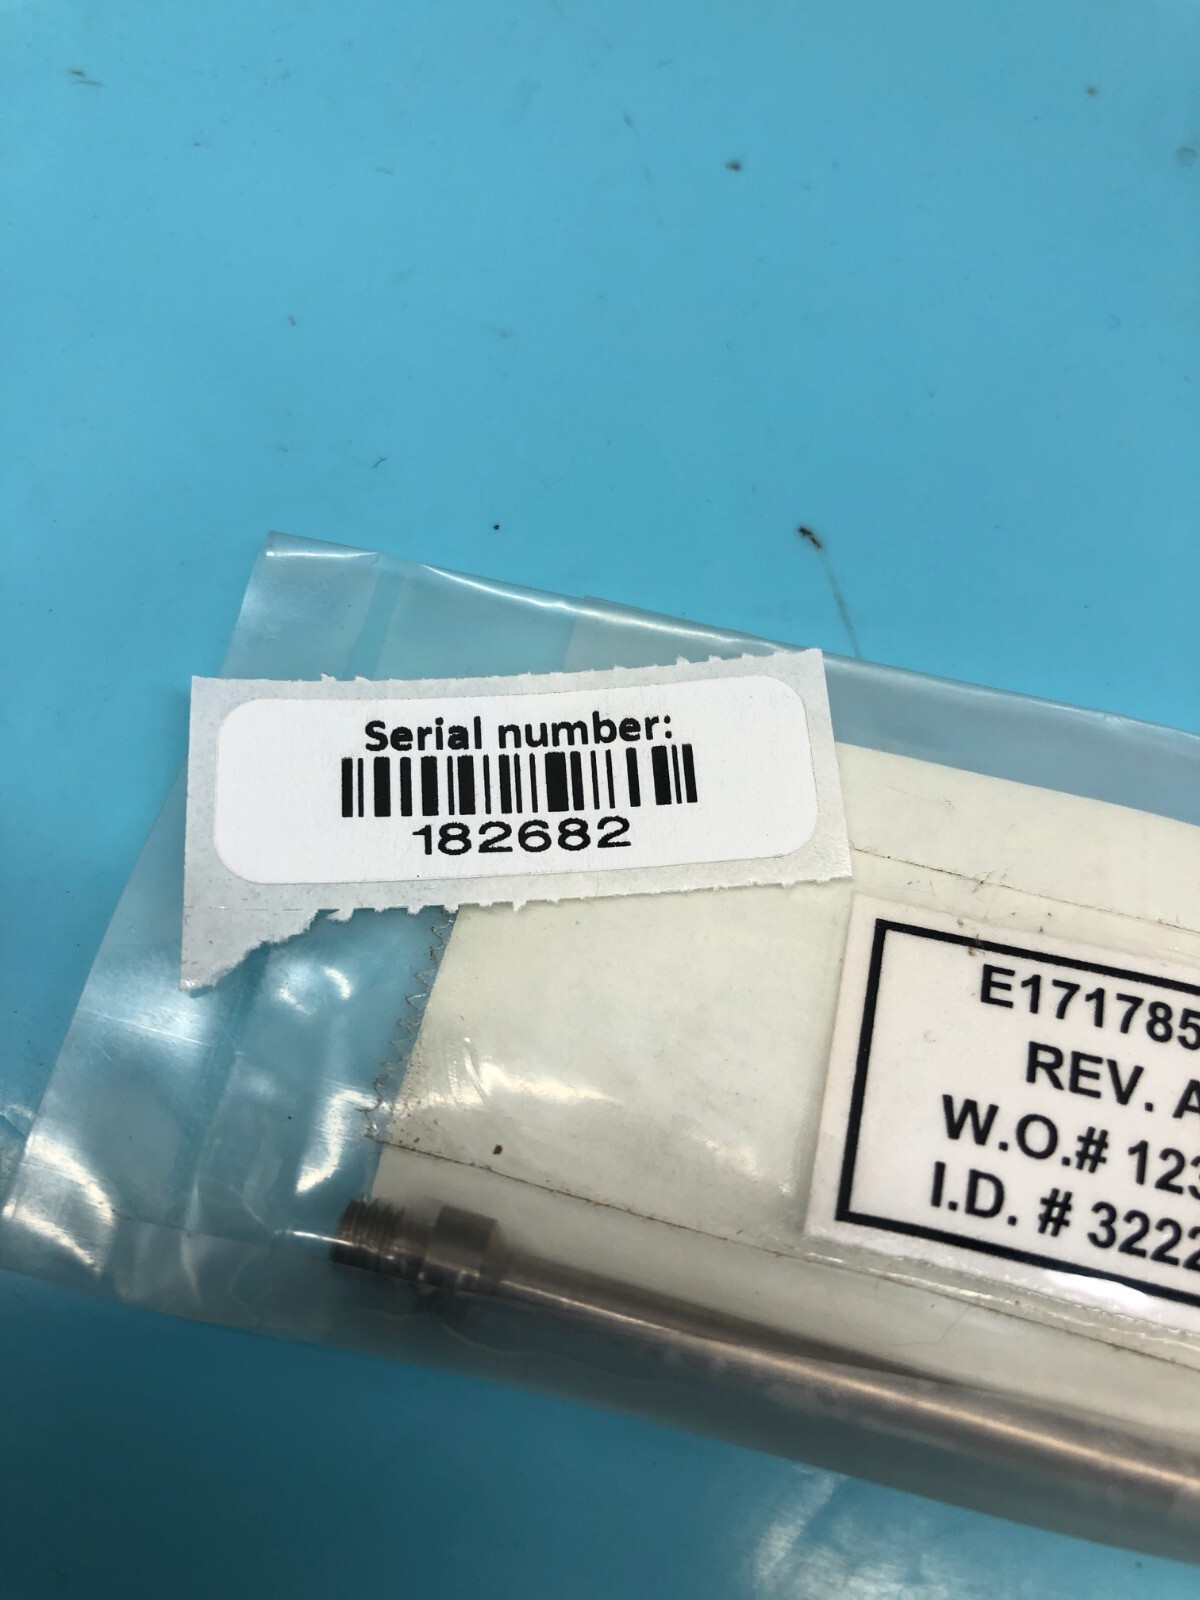 Serial number:
182682
E171785
REV. A
W.O.# 123
I.D. # 3222